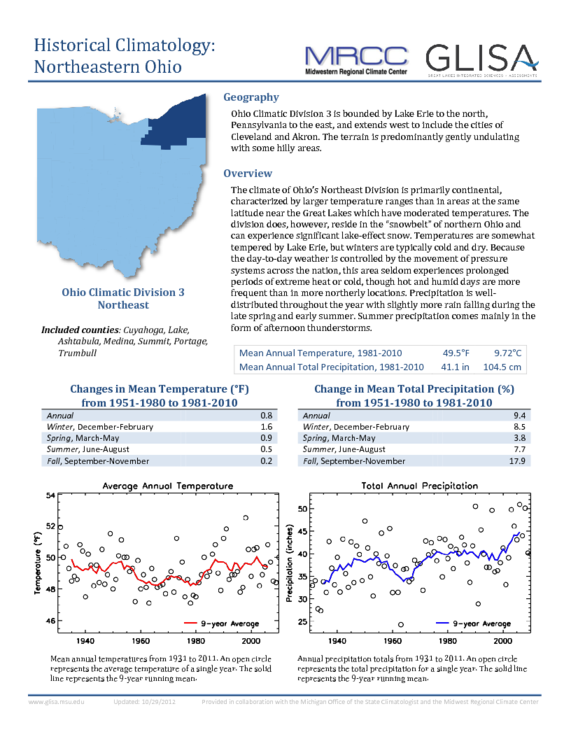 Historical Climatology:
Northeastern Ohio
MRCC
Midwestern Regional Climate Center
GLISA
GREAT LAKES INTEGRATED SCIENCES + ASSESSMENTS
Ohio Climatic Division 3
Northeast
Included counties: Cuyahoga, Lake,
Ashtabula, Medina, Summit, Portage,
Trumbull
Geography
Ohio Climatic Division 3 is bounded by Lake Erie to the north,
Pennsylvania to the east, and extends west to include the cities of
Cleveland and Akron. The terrain is predominantly gently undulating
with some hilly areas.
Overview
The climate of Ohio's Northeast Division is primarily continental,
characterized by larger temperature ranges than in areas at the same
latitude near the Great Lakes which have moderated temperatures. The
division does, however, reside in the "snowbelt" of northern Ohio and
can experience significant lake-effect snow. Temperatures are somewhat
tempered by Lake Erie, but winters are typically cold and dry. Because
the day-to-day weather is controlled by the movement of pressure
systems across the nation, this area seldom experiences prolonged
periods of extreme heat or cold, though hot and humid days are more
frequent than in more northerly locations. Precipitation is well-
distributed throughout the year with slightly more rain falling during the
late spring and early summer. Summer precipitation comes mainly in the
form of afternoon thunderstorms.
Mean Annual Temperature, 1981-2010 49.5°F 9.72°C
Mean Annual Total Precipitation, 1981-2010 41.1 in 104.5 cm
Changes in Mean Temperature (°F)
from 1951-1980 to 1981-2010
Annual 0.8
Winter, December-February 1.6
Spring, March-May 0.9
Summer, June-August 0.5
Fall, September-November 0.2
Change in Mean Total Precipitation (%)
from 1951-1980 to 1981-2010
Annual 9.4
Winter, December-February 8.5
Spring, March-May 3.8
Summer, June-August 7.7
Fall, September-November 17.9
Average Annual Temperature
Temperature (°F)
54
52
50
48
46
9-year Average
1940 1960 1980 2000
Mean annual temperatures from 1931 to 2011. An open circle
represents the average temperature of a single year. The solid
line represents the 9-year running mean.
Total Annual Precipitation
Precipitation (inches)
50
45
40
35
30
25
9-year Average
1940 1960 1980 2000
Annual precipitation totals from 1931 to 2011. An open circle
represents the total precipitation for a single year. The solid line
represents the 9-year running mean.
www.glisa.msu.edu Updated: 10/29/2012 Provided in collaboration with the Michigan Office of the State Climatologist and the Midwest Regional Climate Center